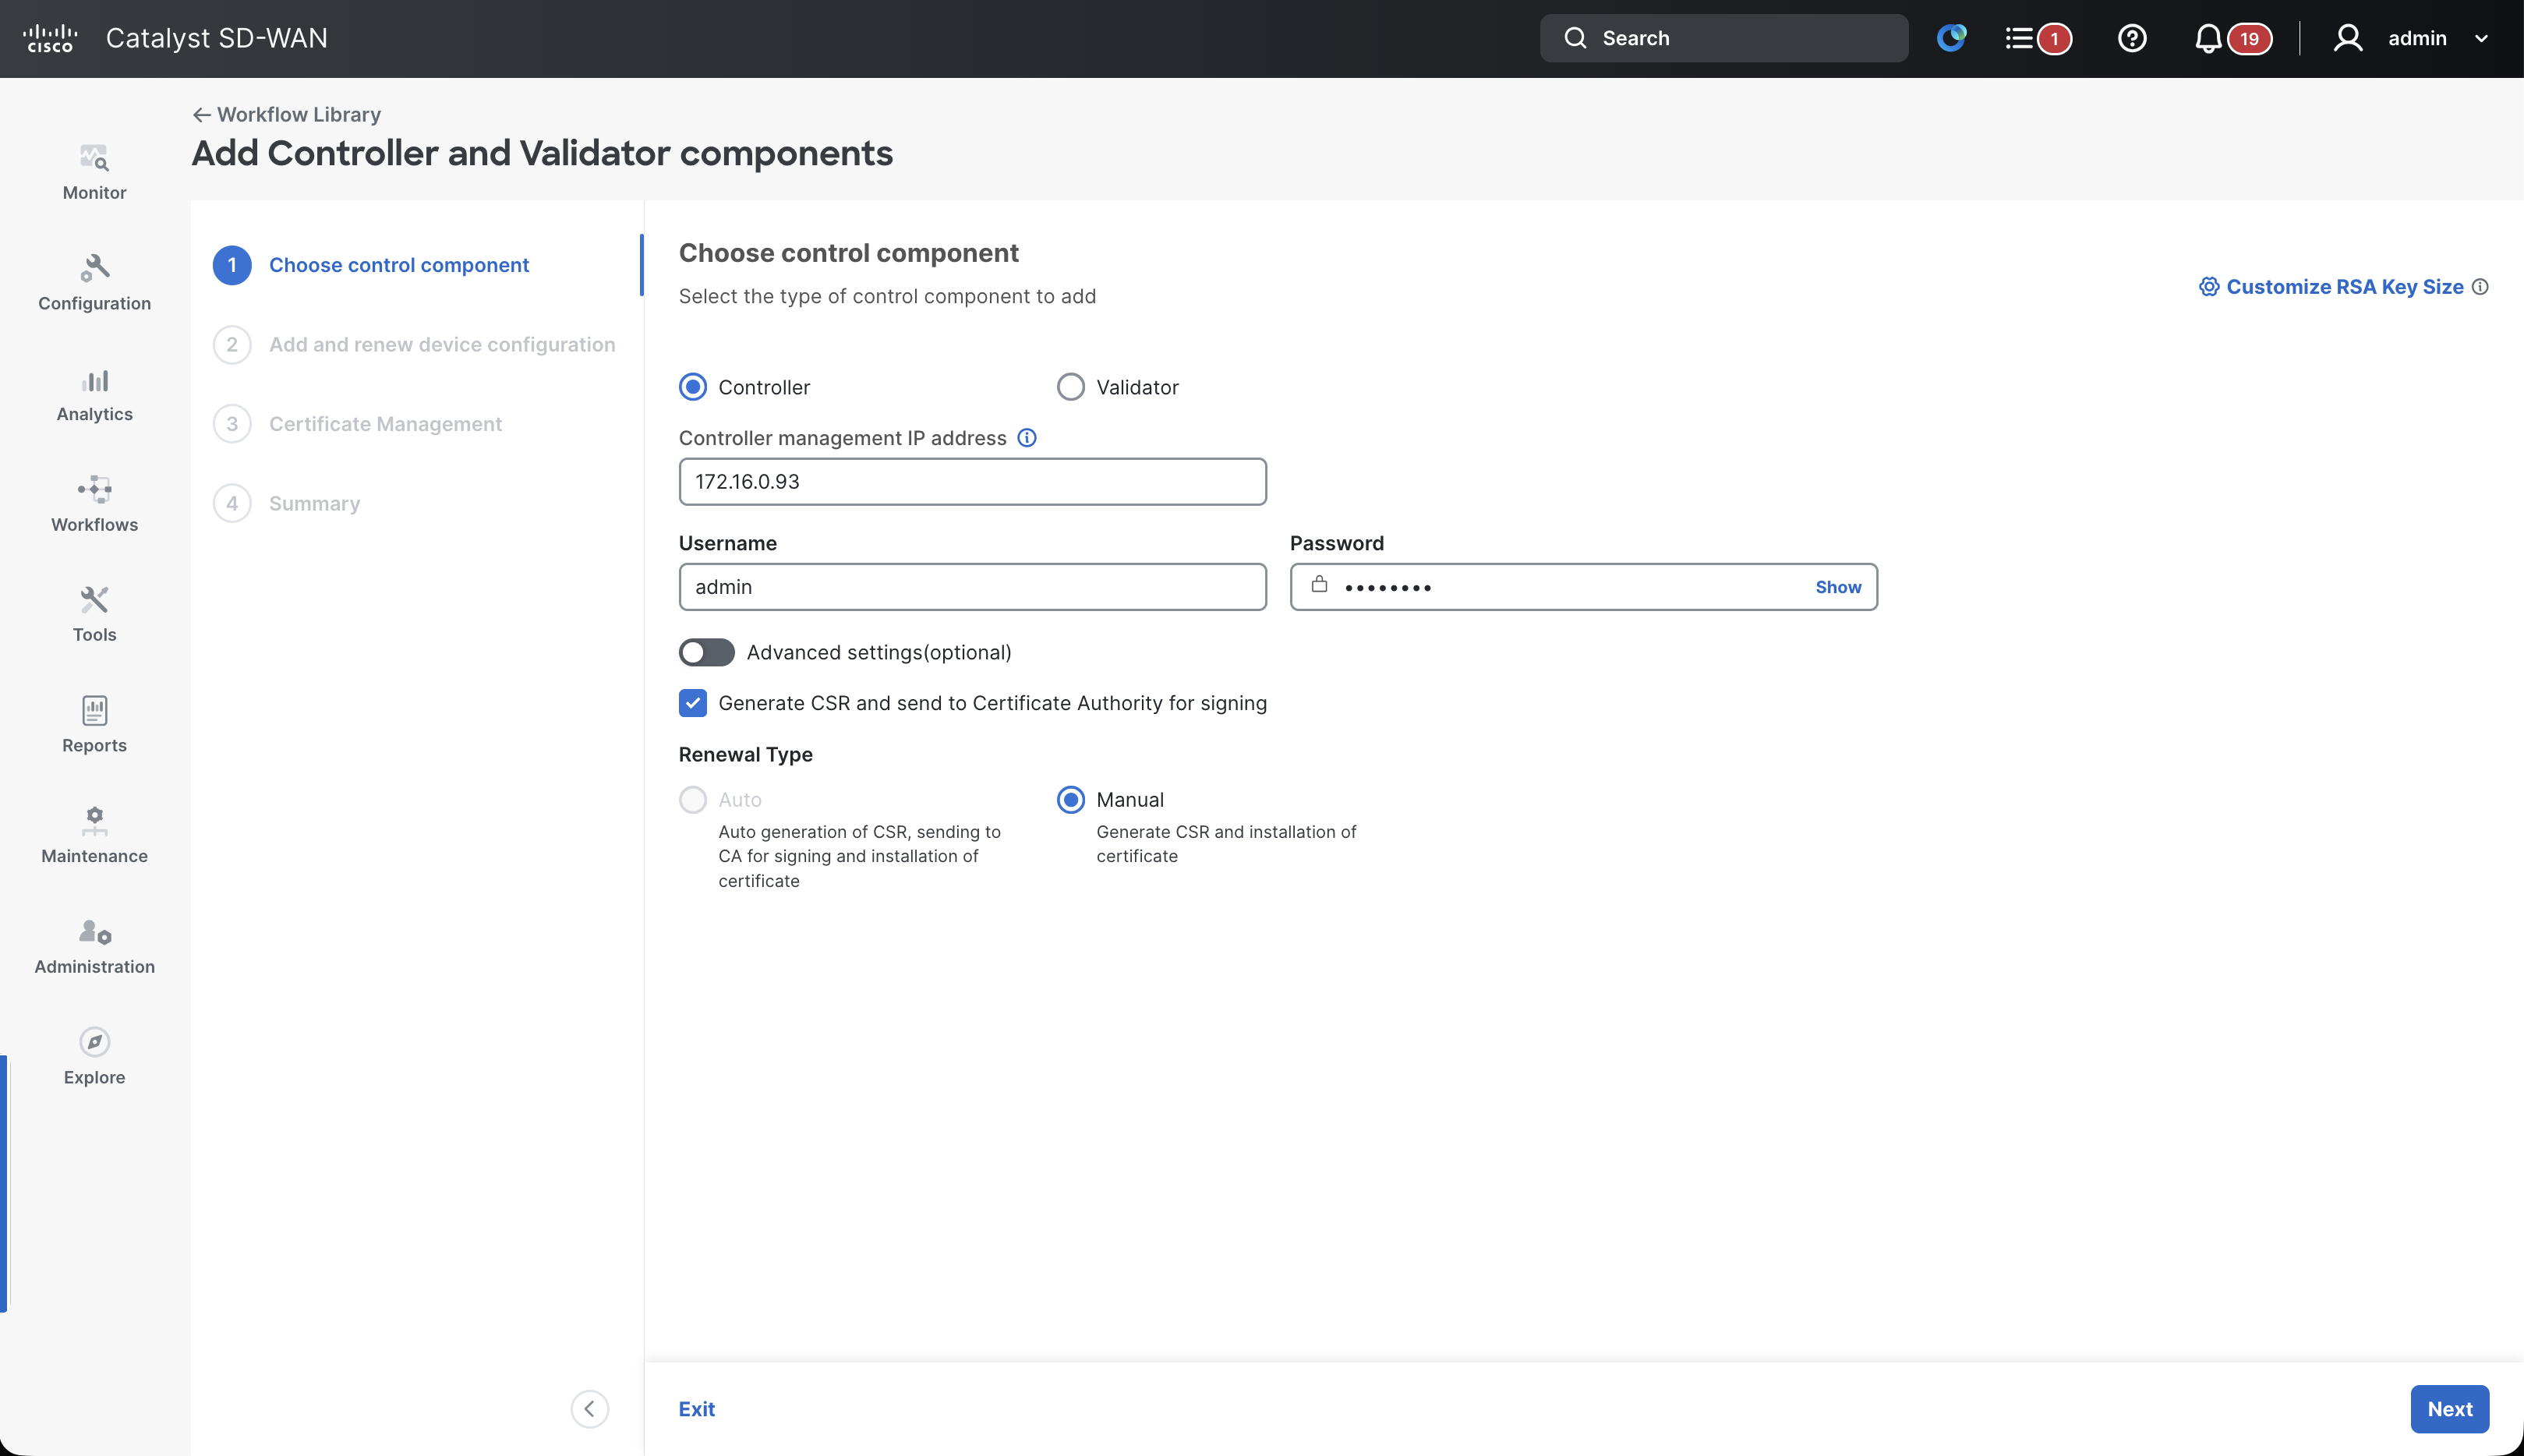 cisco
Catalyst SD-WAN
Search
1
19
admin
Workflow Library
Add Controller and Validator components
Monitor
Configuration
Analytics
Workflows
Tools
Reports
Maintenance
Administration
Explore
1 Choose control component
2 Add and renew device configuration
3 Certificate Management
4 Summary
Choose control component
Select the type of control component to add
Customize RSA Key Size
Controller
Validator
Controller management IP address
172.16.0.93
Username
Password
admin
•••••••• Show
Advanced settings(optional)
Generate CSR and send to Certificate Authority for signing
Renewal Type
Auto
Auto generation of CSR, sending to
CA for signing and installation of
certificate
Manual
Generate CSR and installation of
certificate
Exit
Next